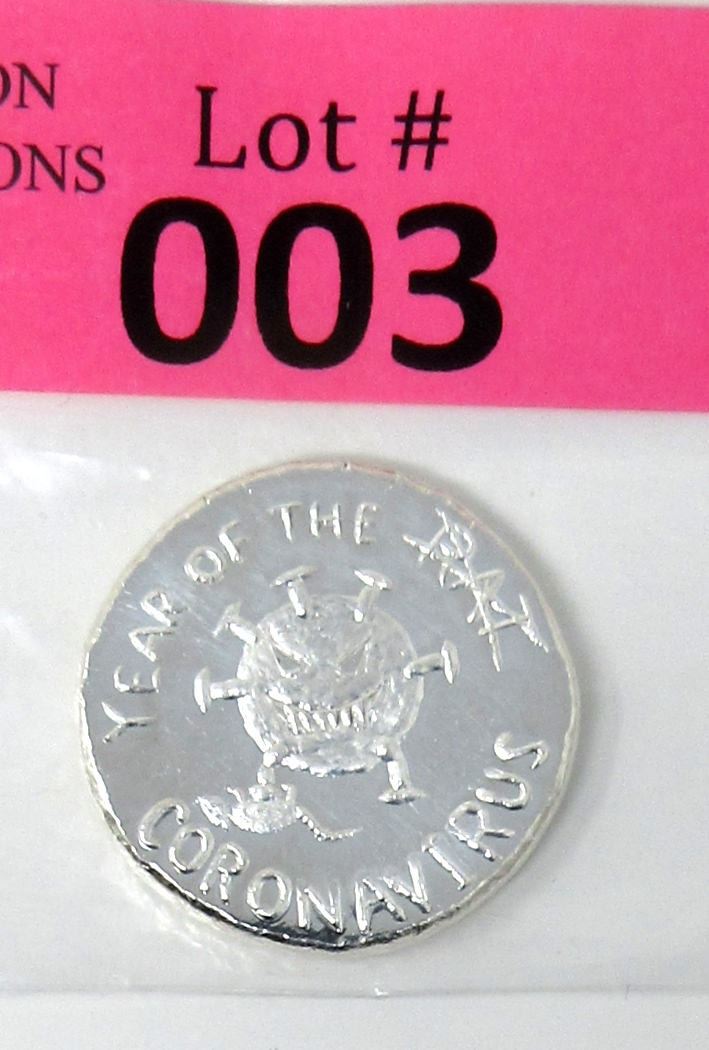 ON
ONS
Lot #
003
YEAR OF THE RAT
CORONAVIRUS